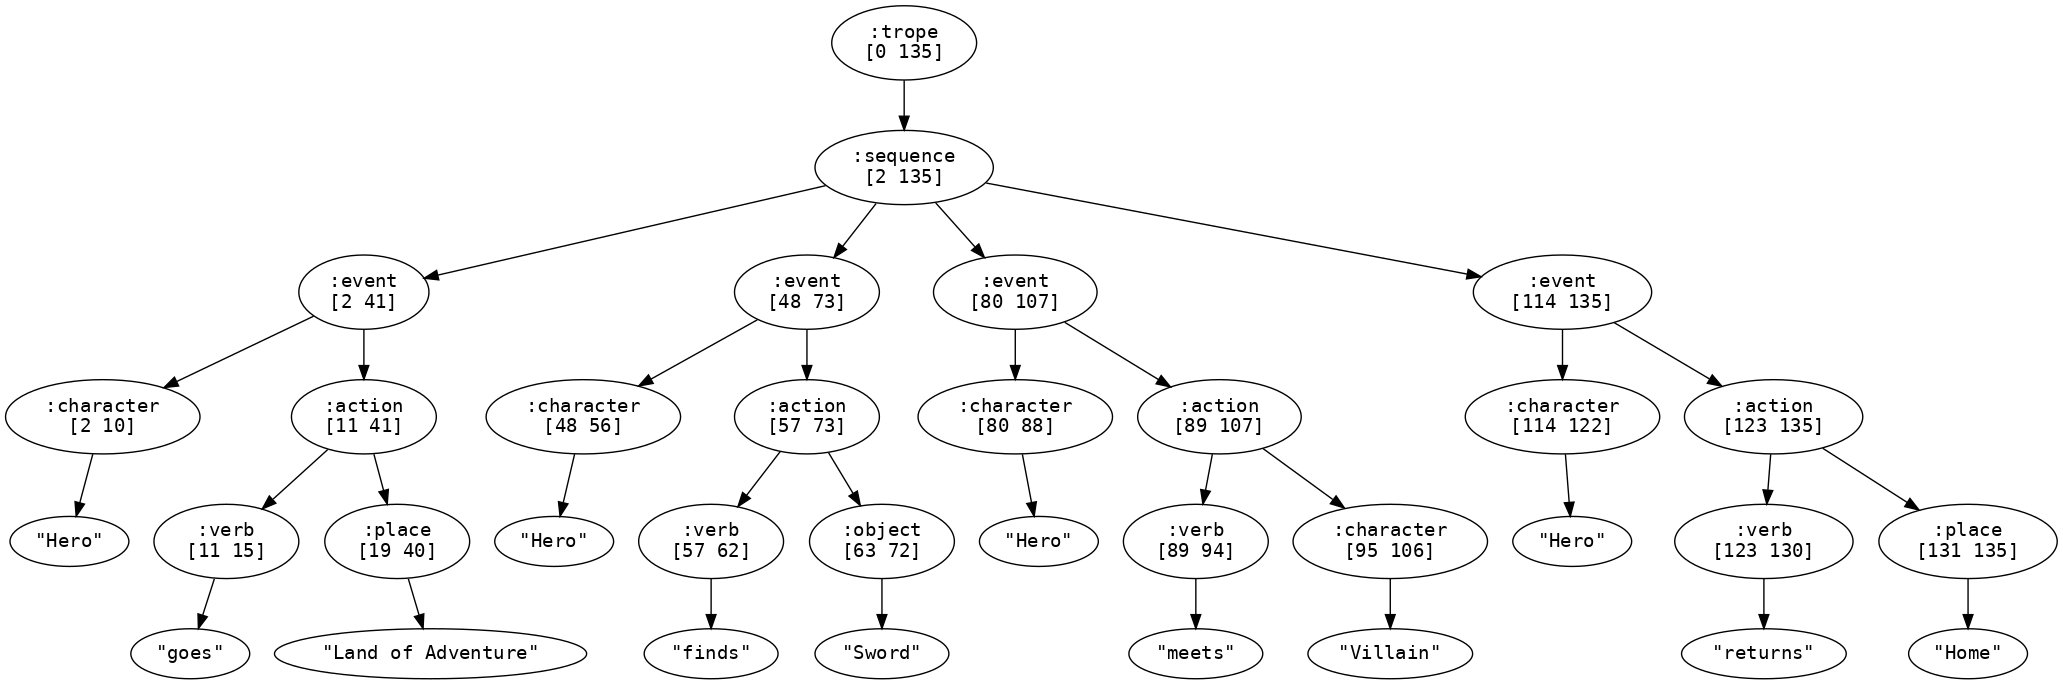 :trope
[0 135]
:sequence
[2 135]
:event
[2 41]
:event
[48 73]
:event
[80 107]
:event
[114 135]
:character
[2 10]
:action
[11 41]
:character
[48 56]
:action
[57 73]
:character
[80 88]
:action
[89 107]
:character
[114 122]
:action
[123 135]
"Hero"
:verb
[11 15]
:place
[19 40]
"Hero"
:verb
[57 62]
:object
[63 72]
"Hero"
:verb
[89 94]
:character
[95 106]
"Hero"
:verb
[123 130]
:place
[131 135]
"goes"
"Land of Adventure"
"finds"
"Sword"
"meets"
"Villain"
"returns"
"Home"